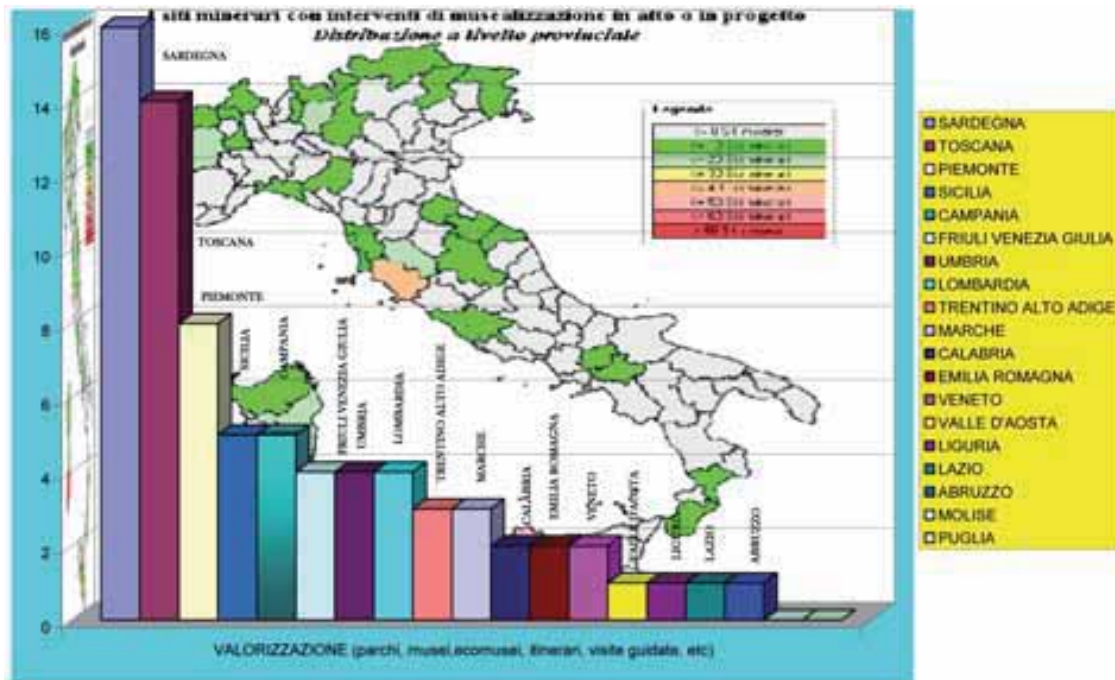 I siti minerari con interventi di musealizzazione in atto o in progetto
Distribuzione a livello provinciale
16
14
12
10
8
6
4
2
0
SARDEGNA
TOSCANA
PIEMONTE
SICILIA
CAMPANIA
FRIULI VENEZIA GIULIA
UMBRIA
LOMBARDIA
TRENTINO ALTO ADIGE
MARCHE
CALABRIA
EMILIA ROMAGNA
VENETO
LAZIO
ABRUZZO
Legenda
VALORIZZAZIONE (parchi, musei,ecomusei, itinerari, visite guidate, etc)
SARDEGNA
TOSCANA
PIEMONTE
SICILIA
CAMPANIA
FRIULI VENEZIA GIULIA
UMBRIA
LOMBARDIA
TRENTINO ALTO ADIGE
MARCHE
CALABRIA
EMILIA ROMAGNA
VENETO
VALLE D'AOSTA
LIGURIA
LAZIO
ABRUZZO
MOLISE
PUGLIA